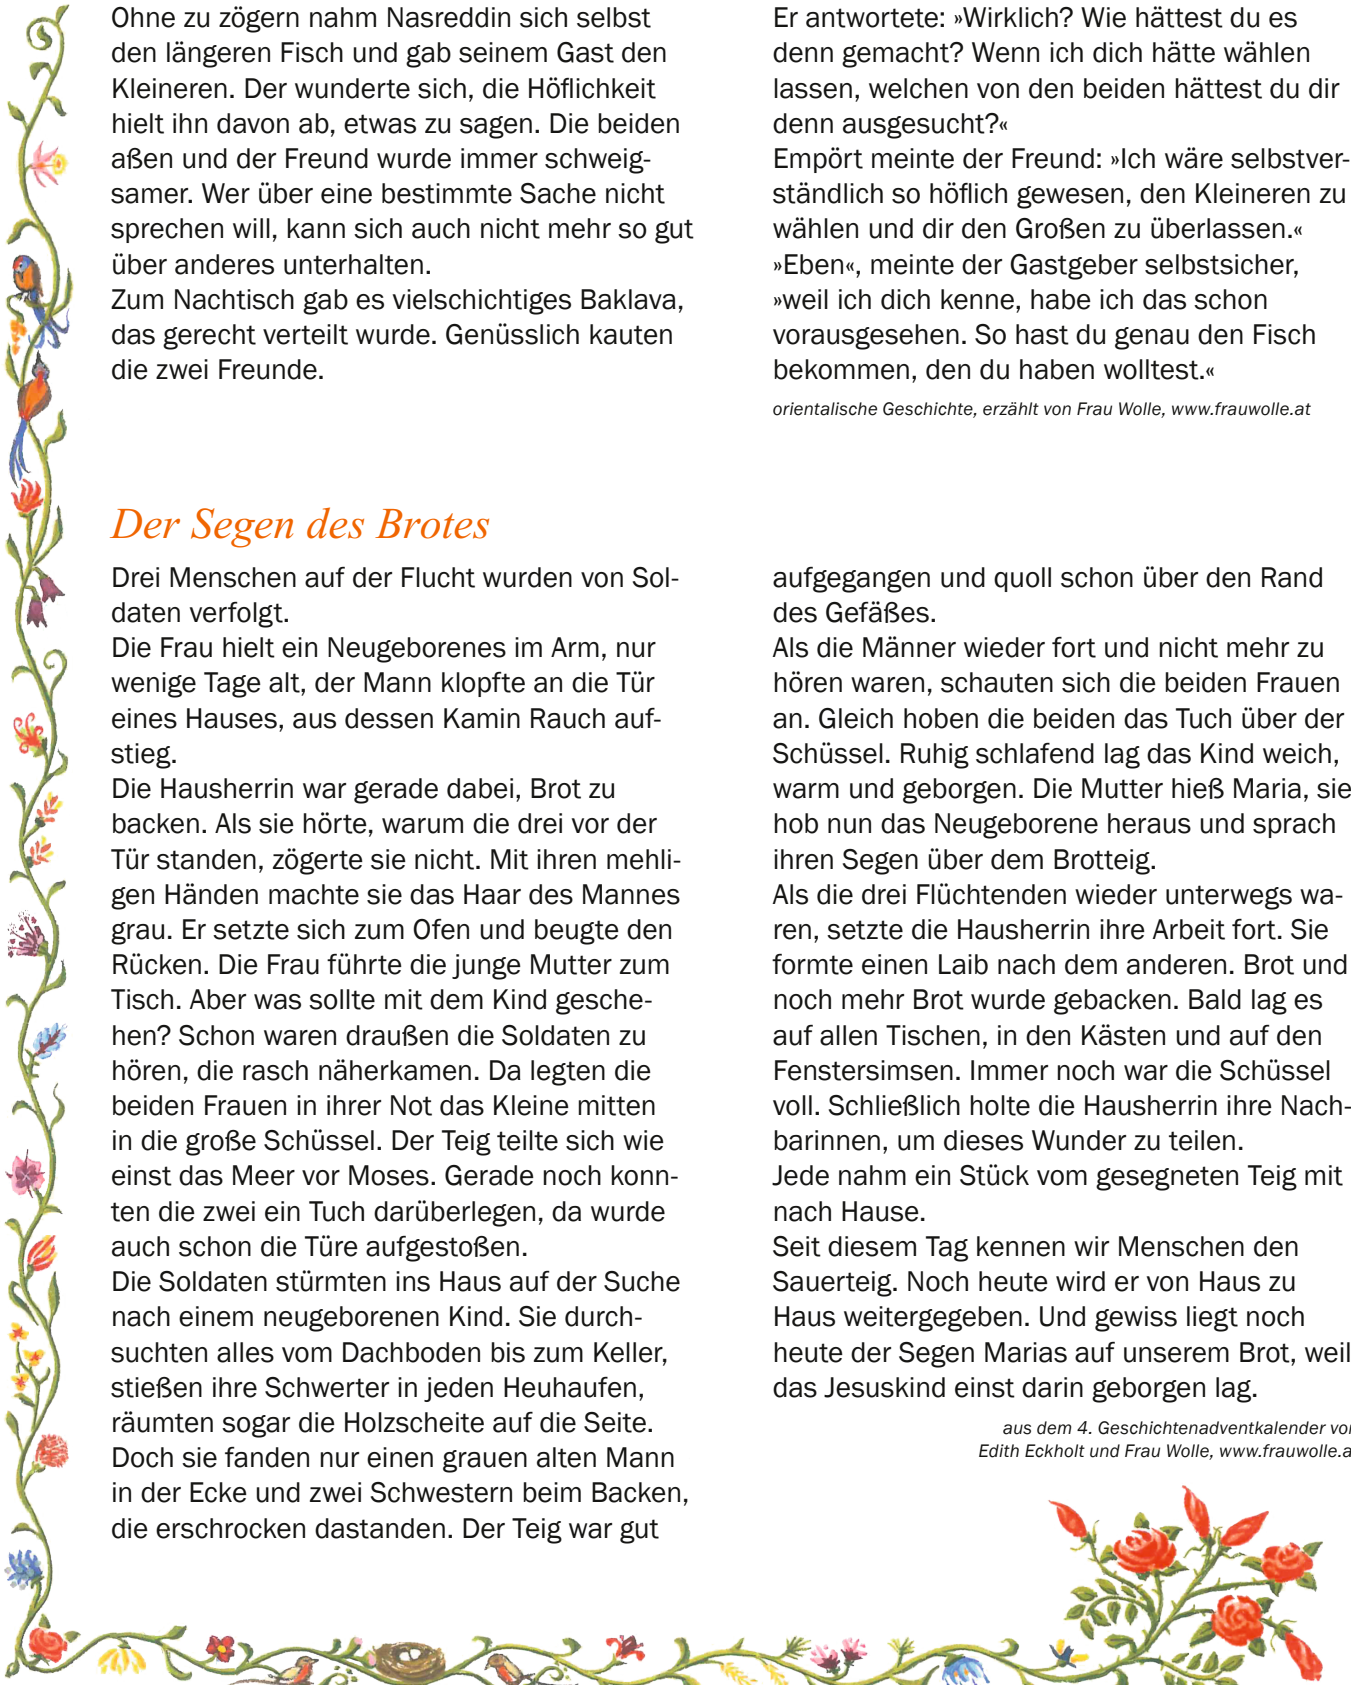 Ohne zu zögern nahm Nasreddin sich selbst
den längeren Fisch und gab seinem Gast den
Kleineren. Der wunderte sich, die Höflichkeit
hielt ihn davon ab, etwas zu sagen. Die beiden
aßen und der Freund wurde immer schweig-
samer. Wer über eine bestimmte Sache nicht
sprechen will, kann sich auch nicht mehr so gut
über anderes unterhalten.
Zum Nachtisch gab es vielschichtiges Baklava,
das gerecht verteilt wurde. Genüsslich kauten
die zwei Freunde.
Er antwortete: »Wirklich? Wie hättest du es
denn gemacht? Wenn ich dich hätte wählen
lassen, welchen von den beiden hättest du dir
denn ausgesucht?«
Empört meinte der Freund: »Ich wäre selbstver-
ständlich so höflich gewesen, den Kleineren zu
wählen und dir den Großen zu überlassen.«
»Eben«, meinte der Gastgeber selbstsicher,
»weil ich dich kenne, habe ich das schon
vorausgesehen. So hast du genau den Fisch
bekommen, den du haben wolltest.«
orientalische Geschichte, erzählt von Frau Wolle, www.frauwolle.at
Der Segen des Brotes
Drei Menschen auf der Flucht wurden von Sol-
daten verfolgt.
Die Frau hielt ein Neugeborenes im Arm, nur
wenige Tage alt, der Mann klopfte an die Tür
eines Hauses, aus dessen Kamin Rauch auf-
stieg.
Die Hausherrin war gerade dabei, Brot zu
backen. Als sie hörte, warum die drei vor der
Tür standen, zögerte sie nicht. Mit ihren mehli-
gen Händen machte sie das Haar des Mannes
grau. Er setzte sich zum Ofen und beugte den
Rücken. Die Frau führte die junge Mutter zum
Tisch. Aber was sollte mit dem Kind gesche-
hen? Schon waren draußen die Soldaten zu
hören, die rasch näherkamen. Da legten die
beiden Frauen in ihrer Not das Kleine mitten
in die große Schüssel. Der Teig teilte sich wie
einst das Meer vor Moses. Gerade noch konn-
ten die zwei ein Tuch darüberlegen, da wurde
auch schon die Türe aufgestoßen.
Die Soldaten stürmten ins Haus auf der Suche
nach einem neugeborenen Kind. Sie durch-
suchten alles vom Dachboden bis zum Keller,
stießen ihre Schwerter in jeden Heuhaufen,
räumten sogar die Holzscheite auf die Seite.
Doch sie fanden nur einen grauen alten Mann
in der Ecke und zwei Schwestern beim Backen,
die erschrocken dastanden. Der Teig war gut
aufgegangen und quoll schon über den Rand
des Gefäßes.
Als die Männer wieder fort und nicht mehr zu
hören waren, schauten sich die beiden Frauen
an. Gleich hoben die beiden das Tuch über der
Schüssel. Ruhig schlafend lag das Kind weich,
warm und geborgen. Die Mutter hieß Maria, sie
hob nun das Neugeborene heraus und sprach
ihren Segen über dem Brotteig.
Als die drei Flüchtenden wieder unterwegs wa-
ren, setzte die Hausherrin ihre Arbeit fort. Sie
formte einen Laib nach dem anderen. Brot und
noch mehr Brot wurde gebacken. Bald lag es
auf allen Tischen, in den Kästen und auf den
Fenstersimsen. Immer noch war die Schüssel
voll. Schließlich holte die Hausherrin ihre Nach-
barinnen, um dieses Wunder zu teilen.
Jede nahm ein Stück vom gesegneten Teig mit
nach Hause.
Seit diesem Tag kennen wir Menschen den
Sauerteig. Noch heute wird er von Haus zu
Haus weitergegeben. Und gewiss liegt noch
heute der Segen Marias auf unserem Brot, weil
das Jesuskind einst darin geborgen lag.
aus dem 4. Geschichtenadventkalender von
Edith Eckholt und Frau Wolle, www.frauwolle.a